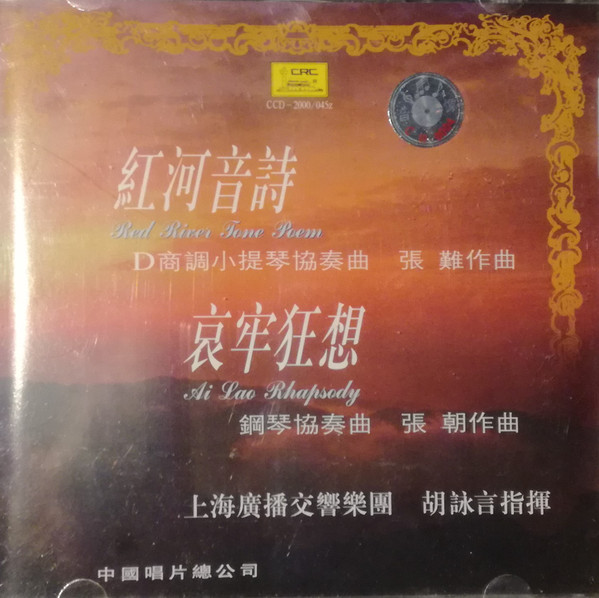 CRC
CCD-2000/045z
紅河音詩
Red River Tone Poem
D商調小提琴協奏曲 張 難作曲
哀牢狂想
Ai Lao Rhapsody
鋼琴協奏曲 張 朝作曲
上海廣播交響樂團 胡詠言指揮
中國唱片總公司